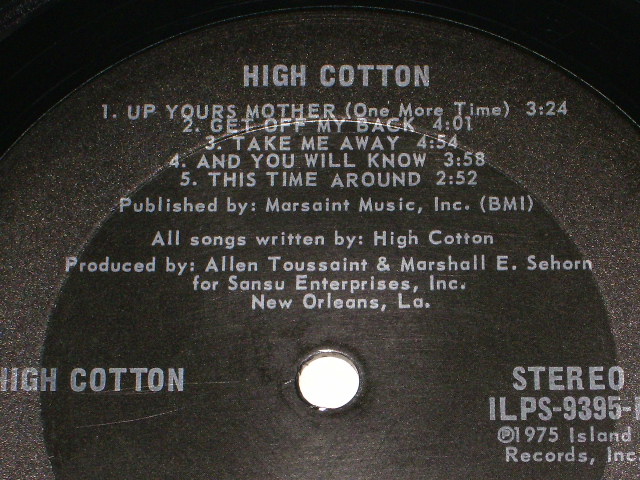 HIGH COTTON
1. UP YOURS MOTHER (One More Time) 3:24
2. GET OFF MY BACK 4:01
3. TAKE ME AWAY 4:54
4. AND YOU WILL KNOW 3:58
5. THIS TIME AROUND 2:52
Published by: Marsaint Music, Inc. (BMI)
All songs written by: High Cotton
Produced by: Allen Toussaint & Marshall E. Sehorn
for Sansu Enterprises, Inc.
New Orleans, La.
HIGH COTTON
STEREO
ILPS-9395-
℗1975 Island
Records, Inc.